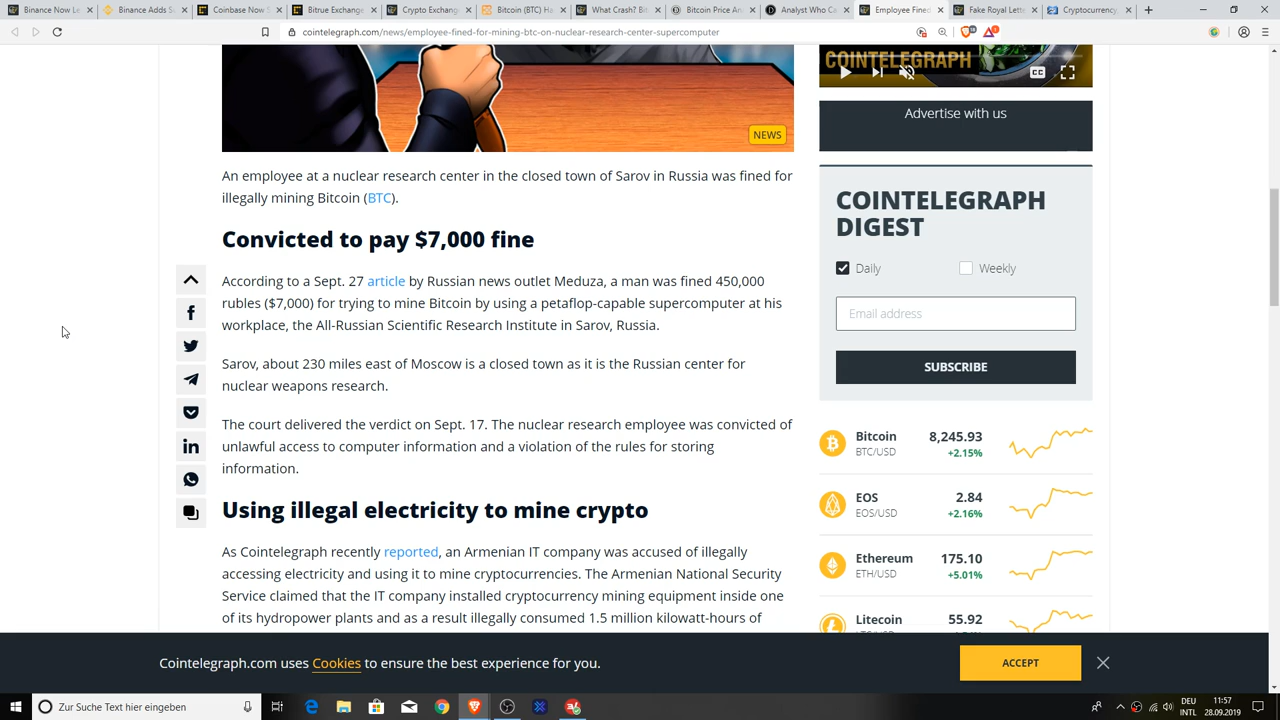 Binance Now Le
Binance Adds Su
Coinbase Now S
Bitrue Exchange
Crypto Exchang
Bitcoin (BTC) Ha
What Crash? Bi
Bitcoin Price An
Analyst Who Ca
Employee Fined
Fake Royal Lette
Cryptocurrency
cointelegraph.com/news/employee-fined-for-mining-btc-on-nuclear-research-center-supercomputer
COINTELEGRAPH
CC
NEWS
Advertise with us
An employee at a nuclear research center in the closed town of Sarov in Russia was fined for
illegally mining Bitcoin (BTC).
Convicted to pay $7,000 fine
According to a Sept. 27 article by Russian news outlet Meduza, a man was fined 450,000
rubles ($7,000) for trying to mine Bitcoin by using a petaflop-capable supercomputer at his
workplace, the All-Russian Scientific Research Institute in Sarov, Russia.
Sarov, about 230 miles east of Moscow is a closed town as it is the Russian center for
nuclear weapons research.
The court delivered the verdict on Sept. 17. The nuclear research employee was convicted of
unlawful access to computer information and a violation of the rules for storing
information.
Using illegal electricity to mine crypto
As Cointelegraph recently reported, an Armenian IT company was accused of illegally
accessing electricity and using it to mine cryptocurrencies. The Armenian National Security
Service claimed that the IT company installed cryptocurrency mining equipment inside one
of its hydropower plants and as a result illegally consumed 1.5 million kilowatt-hours of
COINTELEGRAPH
DIGEST
Daily
Weekly
Email address
SUBSCRIBE
Bitcoin 8,245.93
BTC/USD +2.15%
EOS 2.84
EOS/USD +2.16%
Ethereum 175.10
ETH/USD +5.01%
Litecoin 55.92
Cointelegraph.com uses Cookies to ensure the best experience for you.
ACCEPT
Zur Suche Text hier eingeben
DEU
INTL
11:57
28.09.2019